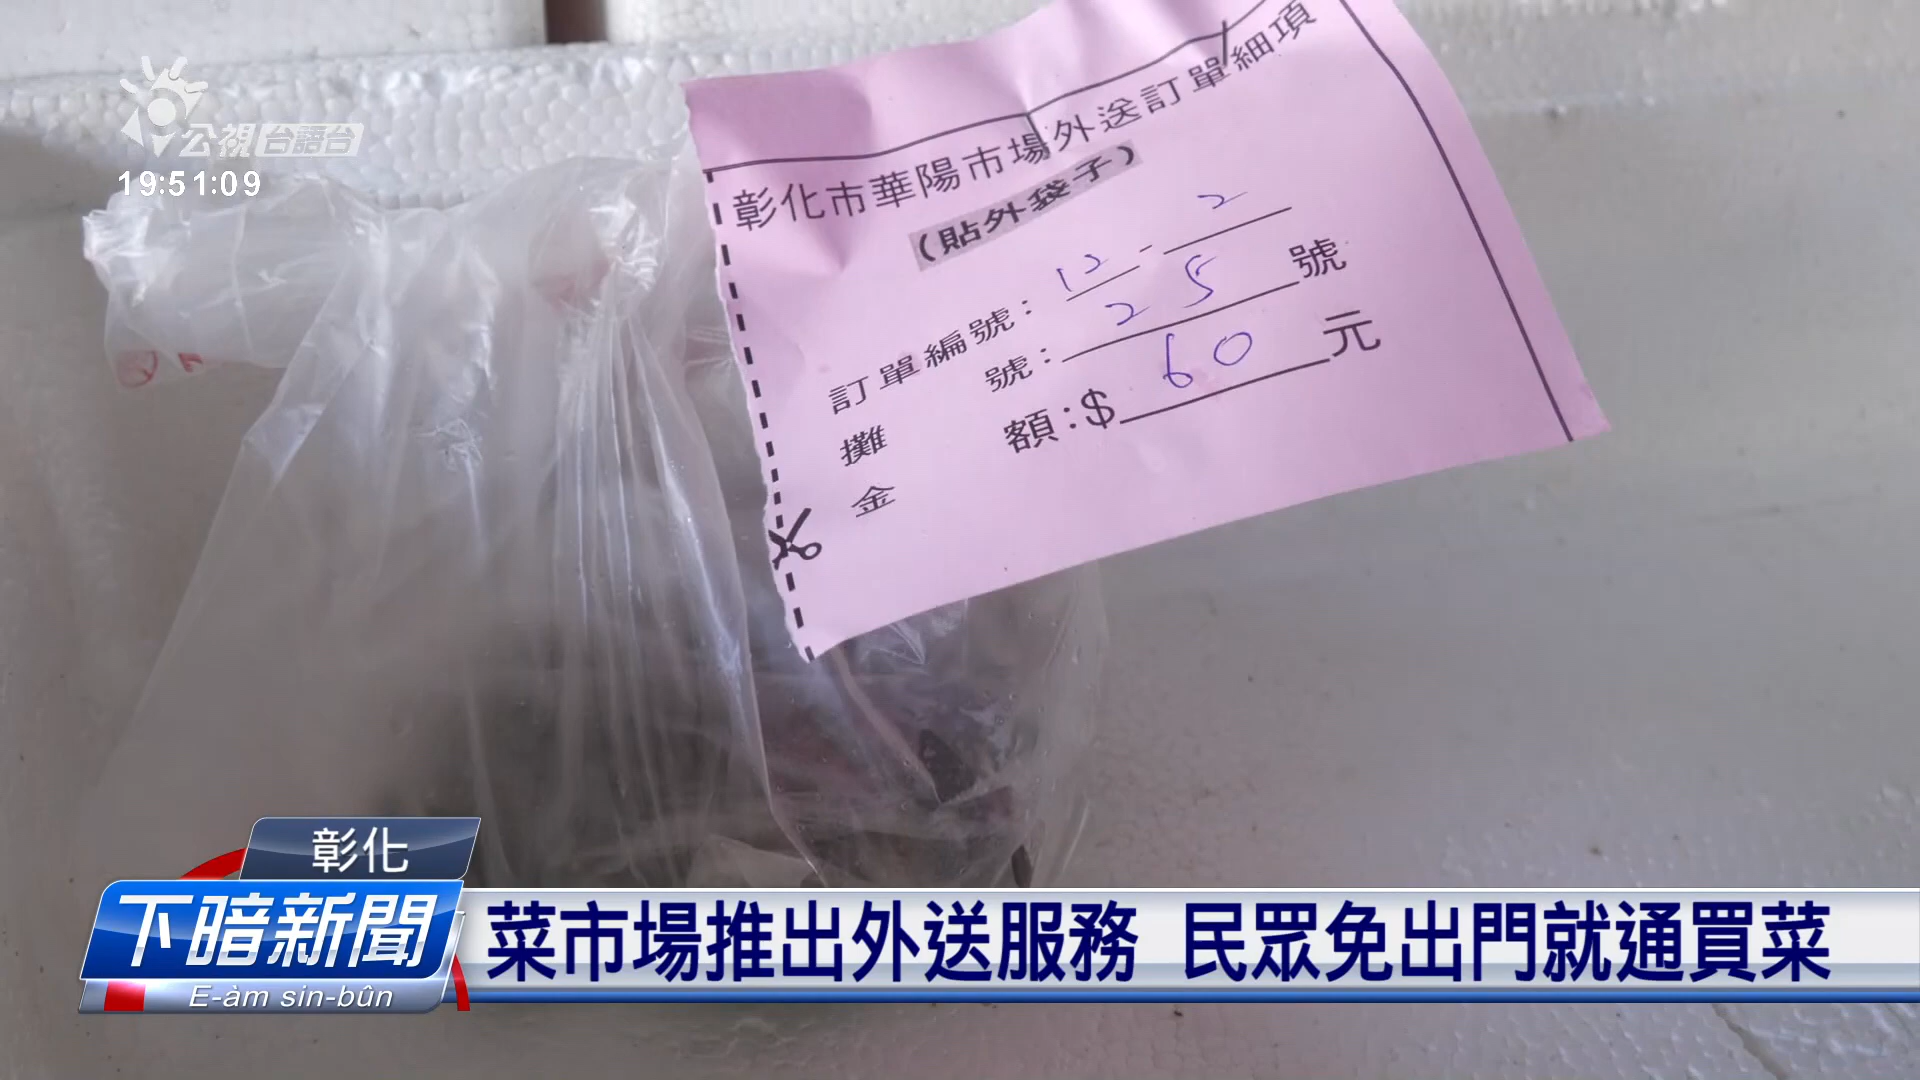 公視台語台
19:51:09
彰化市華陽市場外送訂單細項
(貼外袋子)
訂單編號：12-2
攤號：25號
金額：$60元
彰化
下暗新聞
E-àm sin-bûn
菜市場推出外送服務 民眾免出門就通買菜